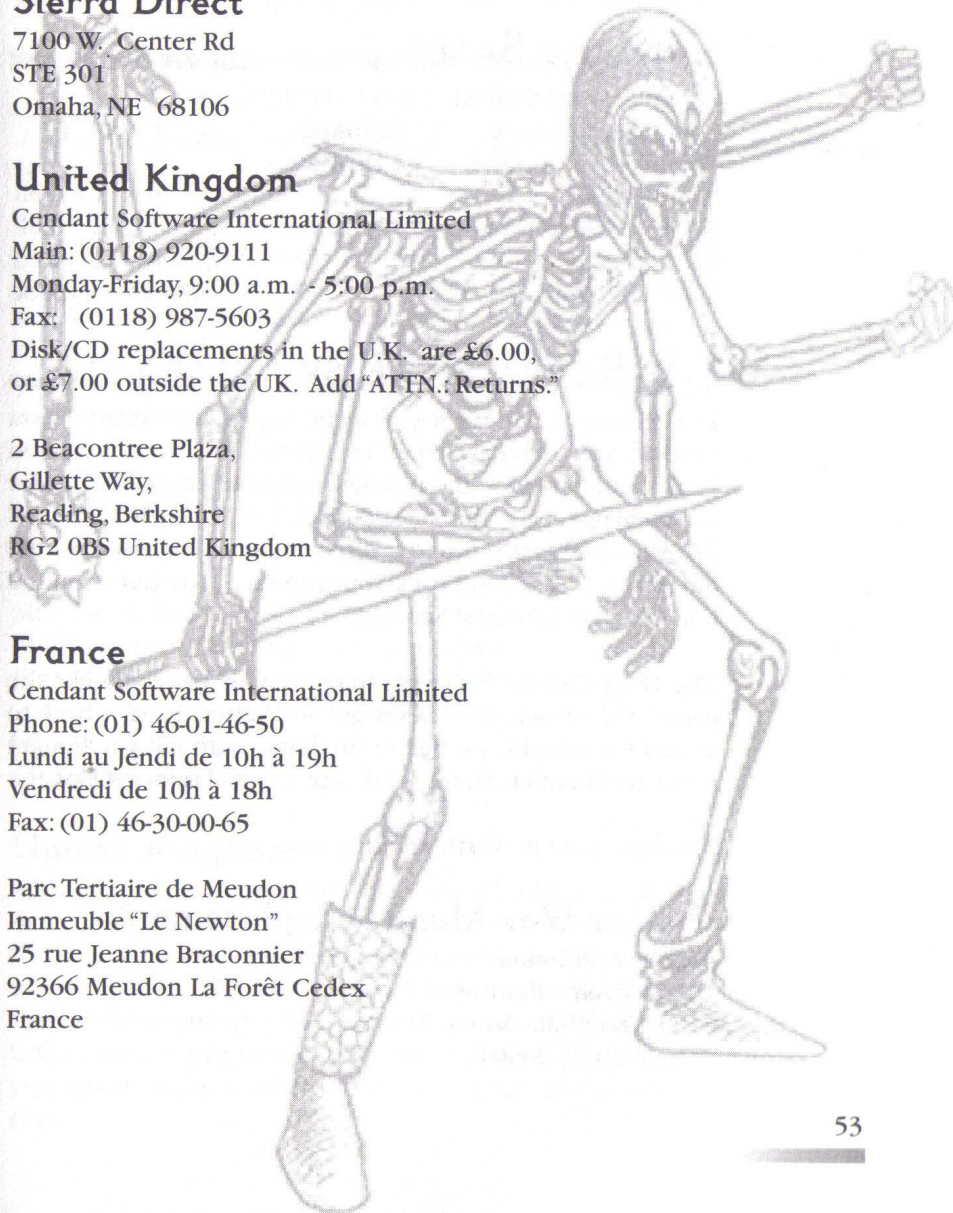 Sierra Direct
7100 W. Center Rd
STE 301
Omaha, NE 68106
United Kingdom
Cendant Software International Limited
Main: (0118) 920-9111
Monday-Friday, 9:00 a.m. - 5:00 p.m.
Fax: (0118) 987-5603
Disk/CD replacements in the U.K. are £6.00,
or £7.00 outside the UK. Add "ATTN.: Returns."
2 Beacontree Plaza,
Gillette Way,
Reading, Berkshire
RG2 0BS United Kingdom
France
Cendant Software International Limited
Phone: (01) 46-01-46-50
Lundi au Jendi de 10h à 19h
Vendredi de 10h à 18h
Fax: (01) 46-30-00-65
Parc Tertiaire de Meudon
Immeuble "Le Newton"
25 rue Jeanne Braconnier
92366 Meudon La Forêt Cedex
France
53